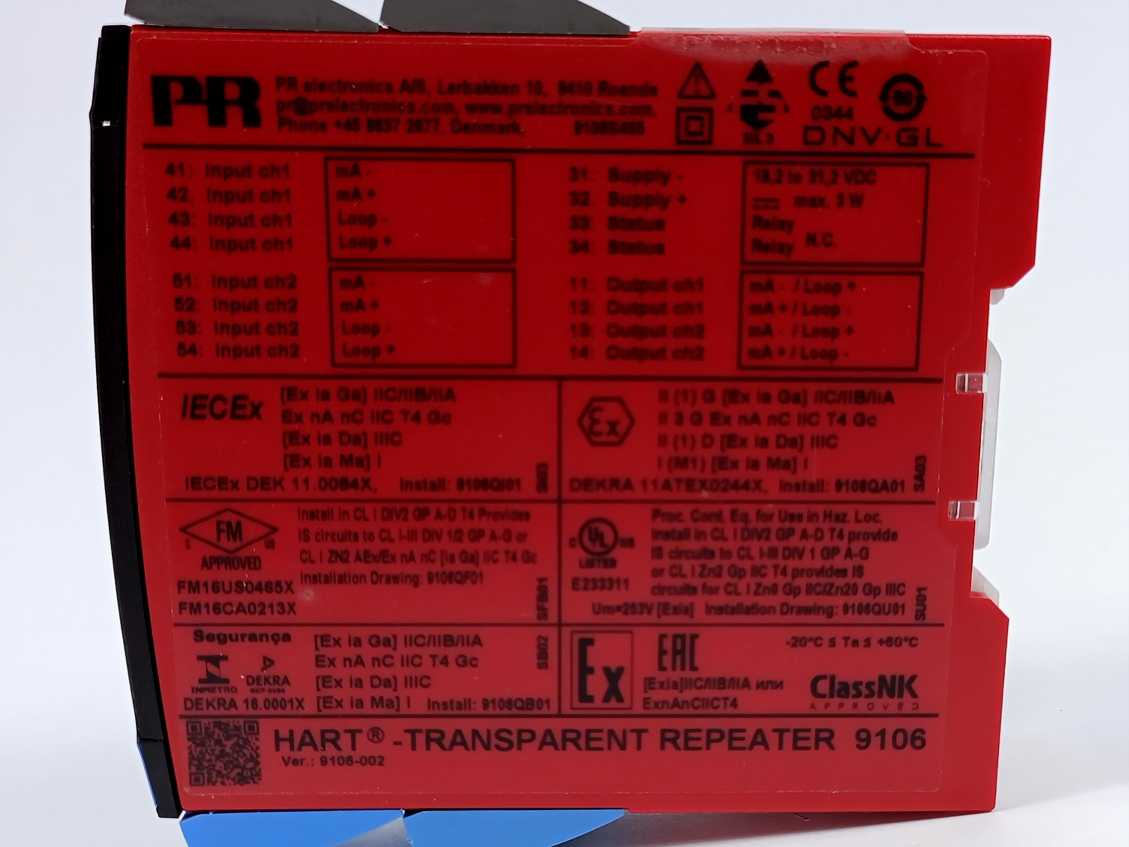 PR
PR electronics A/S, Lerbakken 10, 8410 Roende
pr@prelectronics.com, www.prelectronics.com
Phone +45 8637 2677, Denmark.
CE
0344
DNV·GL
41: Input ch1 mA -
42: Input ch1 mA +
43: Input ch1 Loop -
44: Input ch1 Loop +
31: Supply - 19,2 to 31,2 VDC
32: Supply + max. 3 W
33: Status Relay
34: Status Relay N.C.
51: Input ch2 mA -
52: Input ch2 mA +
53: Input ch2 Loop -
54: Input ch2 Loop +
11: Output ch1 mA - / Loop +
12: Output ch1 mA + / Loop -
13: Output ch2 mA - / Loop +
14: Output ch2 mA + / Loop -
IECEx
[Ex ia Ga] IIC/IIB/IIA
Ex nA nC IIC T4 Gc
[Ex ia Da] IIIC
[Ex ia Ma] I
IECEx DEK 11.0084X, Install: 9106QI01
Ex
II (1) G [Ex ia Ga] IIC/IIB/IIA
II 3 G Ex nA nC IIC T4 Gc
II (1) D [Ex ia Da] IIIC
I (M1) [Ex ia Ma] I
DEKRA 11ATEX0244X, Install: 9106QA01
SA03
FM
C US
APPROVED
FM16US0465X
FM16CA0213X
Install in CL I DIV2 GP A-D T4 Provides
IS circuits to CL I-III DIV 1/2 GP A-G or
CL I ZN2 AEx/Ex nA nC [ia Ga] IIC T4 Gc
Installation Drawing: 9106QF01
SFB01
C UL US
LISTED
E233311
Proc. Cont. Eq. for Use in Haz. Loc.
Install in CL I DIV2 GP A-D T4 provide
IS circuits to CL I-III DIV 1 GP A-G
or CL I Zn2 Gp IIC T4 provides IS
circuits for CL I Zn0 Gp IIC/Zn20 Gp IIIC
Um=253V [Exia] Installation Drawing: 9106QU01
SU01
Segurança
INMETRO
DEKRA
[Ex ia Ga] IIC/IIB/IIA
Ex nA nC IIC T4 Gc
[Ex ia Da] IIIC
DEKRA 16.0001X [Ex ia Ma] I Install: 9106QB01
SB02
Ex
EAC
[Exia]IIC/IIB/IIA или
ExnAnCIICT4
-20°C ≤ Ta ≤ +60°C
ClassNK
APPROVED
HART® -TRANSPARENT REPEATER 9106
Ver.: 9106-002